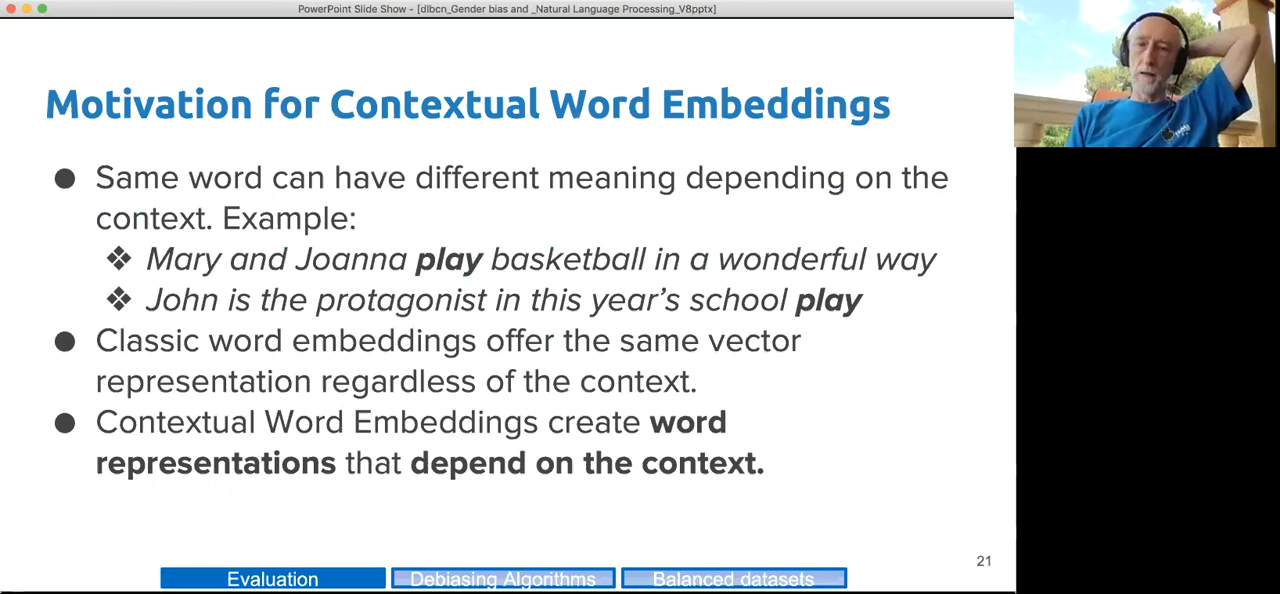 PowerPoint Slide Show - [dlbcn_Gender bias and _Natural Language Processing_V8pptx]
Motivation for Contextual Word Embeddings
● Same word can have different meaning depending on the
context. Example:
❖ Mary and Joanna play basketball in a wonderful way
❖ John is the protagonist in this year's school play
● Classic word embeddings offer the same vector
representation regardless of the context.
● Contextual Word Embeddings create word
representations that depend on the context.
21
Evaluation
Debiasing Algorithms
Balanced datasets